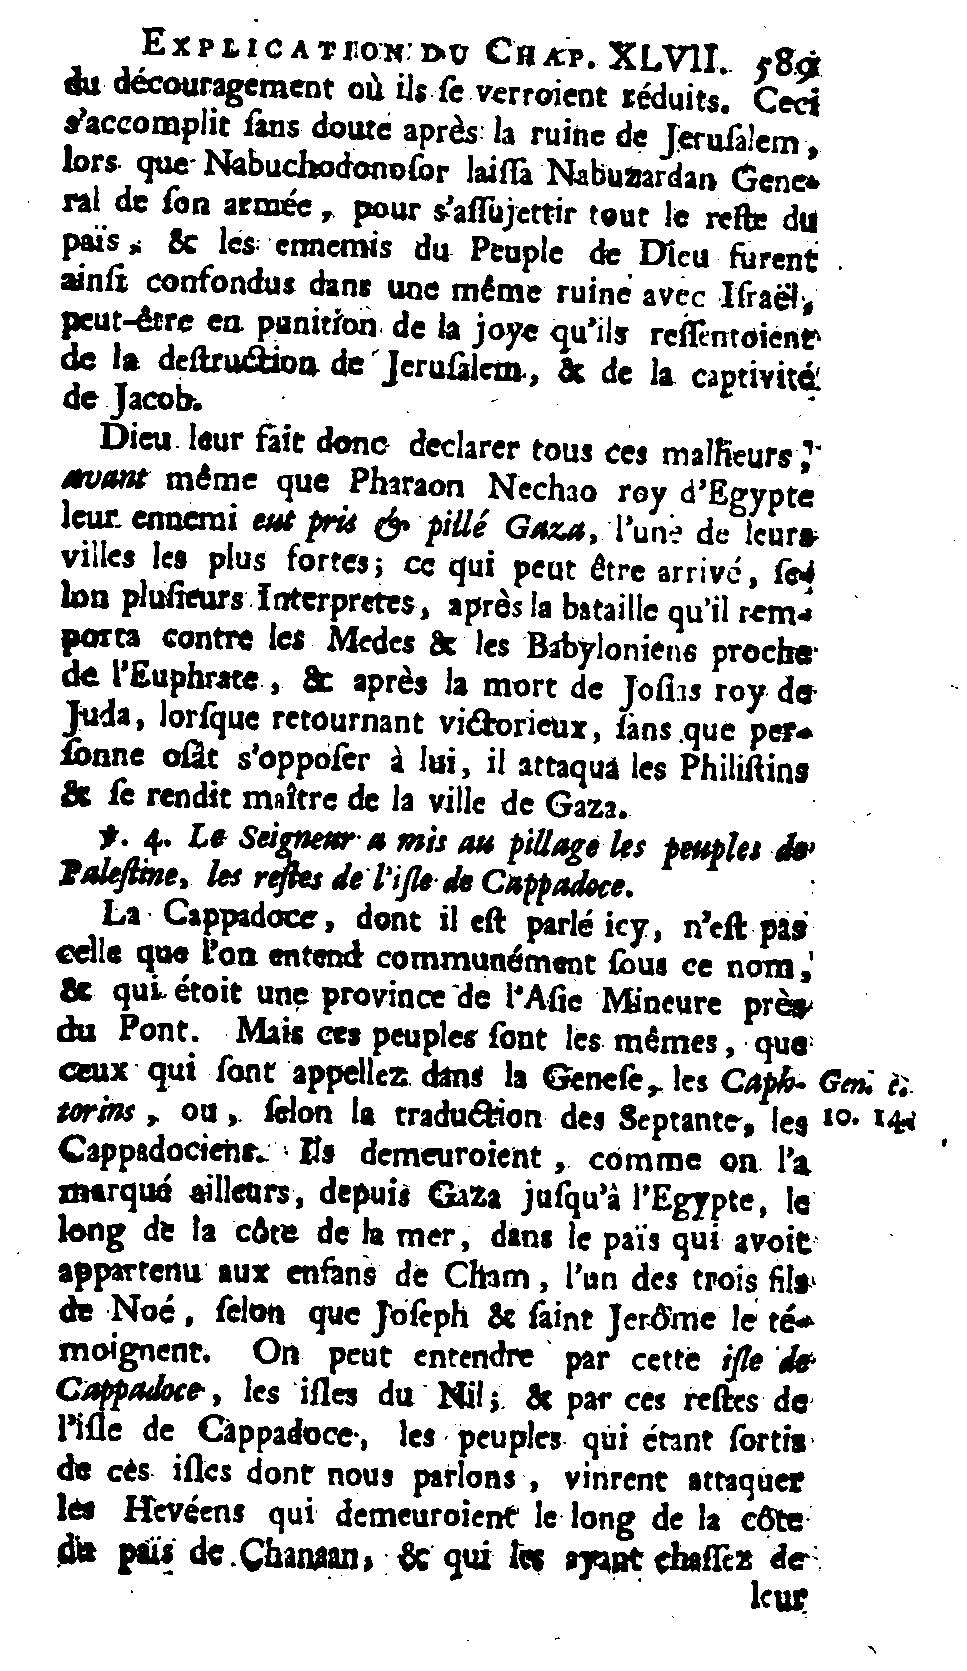 EXPLICATION DU CHAP. XLVII. 589
du découragement où ils ſe verroient réduits. Ceci
s'accomplit ſans doute après la ruine de Jeruſalem,
lors que Nabuchodonoſor laiſſa Nabuzardan Gene-
ral de ſon armée, pour s'aſſujettir tout le reſte du
païs, & les ennemis du Peuple de Dieu furent
ainſi confondus dans une même ruine avec Iſraël,
peut-être en punition de la joye qu'ils reſſentoient
de la deſtruction de Jeruſalem, & de la captivité
de Jacob.
Dieu leur fait donc declarer tous ces malheurs,
avant même que Pharaon Nechao roy d'Egypte
leur ennemi eut pris & pillé Gaza, l'une de leurs
villes les plus fortes; ce qui peut être arrivé, ſe-
lon pluſieurs Interpretes, après la bataille qu'il rem-
porta contre les Medes & les Babyloniens proche
de l'Euphrate, & après la mort de Joſias roy de
Juda, lorſque retournant victorieux, ſans que per-
ſonne oſât s'oppoſer à lui, il attaqua les Philiſtins
& ſe rendit maître de la ville de Gaza.
℣. 4. Le Seigneur a mis au pillage les peuples de
Paleſtine, les reſtes de l'iſle de Cappadoce.
La Cappadoce, dont il eſt parlé icy, n'eſt pas
celle que l'on entend communément ſous ce nom,
& qui étoit une province de l'Aſie Mineure près
du Pont. Mais ces peuples ſont les mêmes, que
ceux qui ſont appellez dans la Geneſe, les Caph- Gen. c.
torins, ou, ſelon la traduction des Septante, les 10. 14.
Cappadociens. Ils demeuroient, comme on l'a
marqué ailleurs, depuis Gaza juſqu'à l'Egypte, le
long de la côte de la mer, dans le païs qui avoit
appartenu aux enfans de Cham, l'un des trois fils
de Noé, ſelon que Joſeph & ſaint Jerôme le té-
moignent. On peut entendre par cette iſle de
Cappadoce, les iſles du Nil; & par ces reſtes de
l'iſle de Cappadoce, les peuples qui étant ſortis
de ces iſles dont nous parlons, vinrent attaquer
les Hevéens qui demeuroient le long de la côte
du païs de Chanaan, & qui les ayant chaſſez de
leur